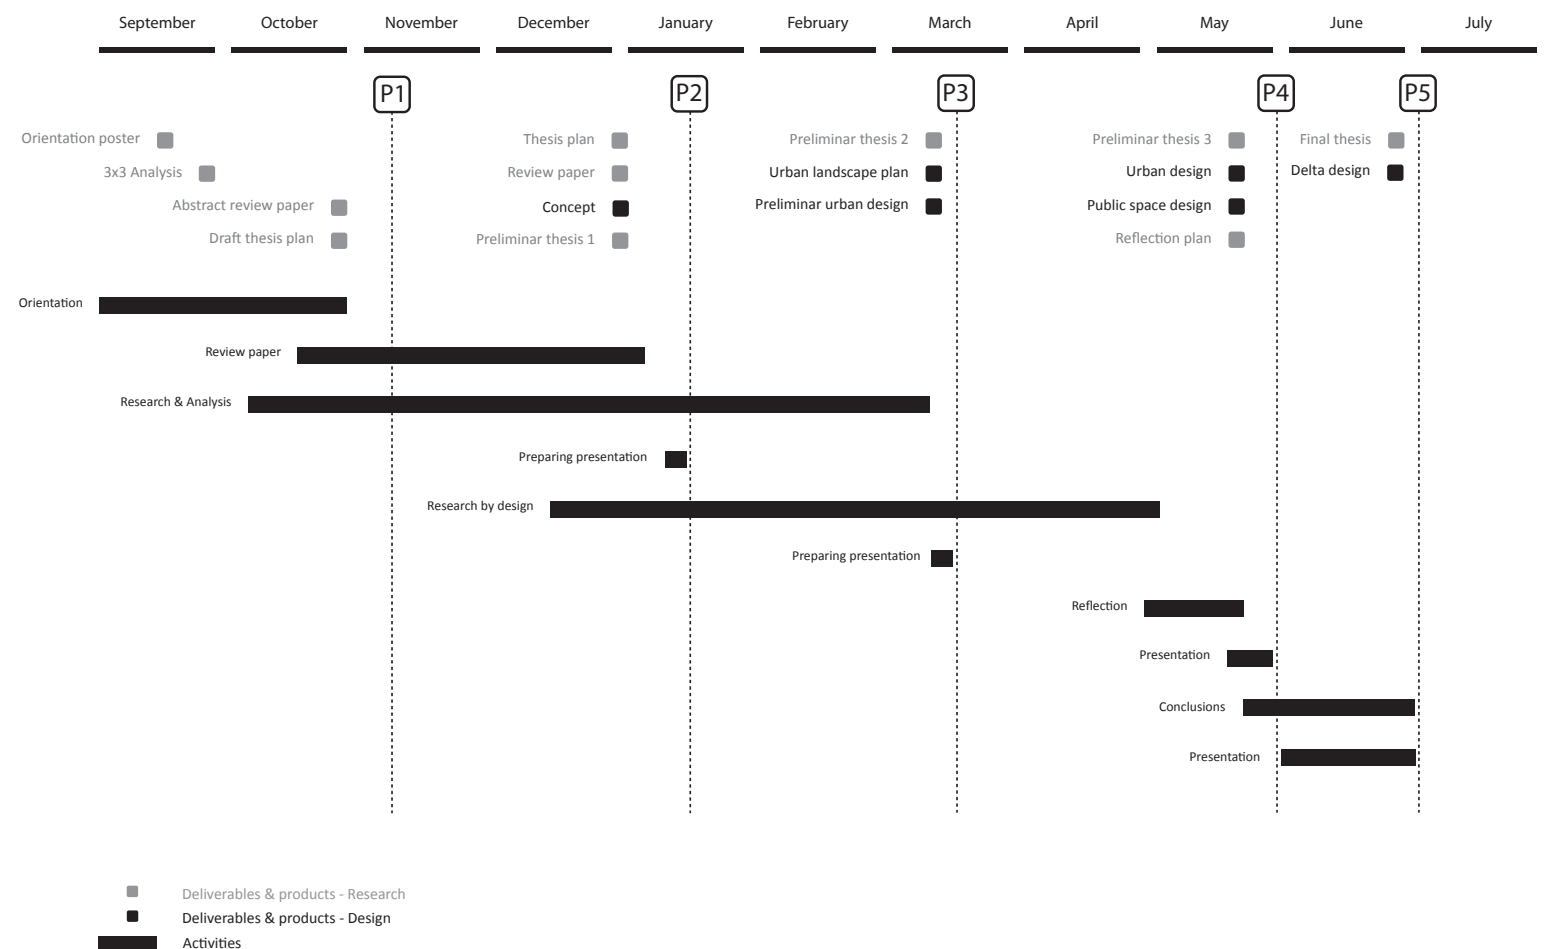 September October November December January February March April May June July
P1 P2 P3 P4 P5
Orientation poster Thesis plan Preliminar thesis 2 Preliminar thesis 3 Final thesis
3x3 Analysis Review paper Urban landscape plan Urban design Delta design
Abstract review paper Concept Preliminar urban design Public space design
Draft thesis plan Preliminar thesis 1 Reflection plan
Orientation
Review paper
Research & Analysis
Preparing presentation
Research by design
Preparing presentation
Reflection
Presentation
Conclusions
Presentation
Deliverables & products - Research
Deliverables & products - Design
Activities